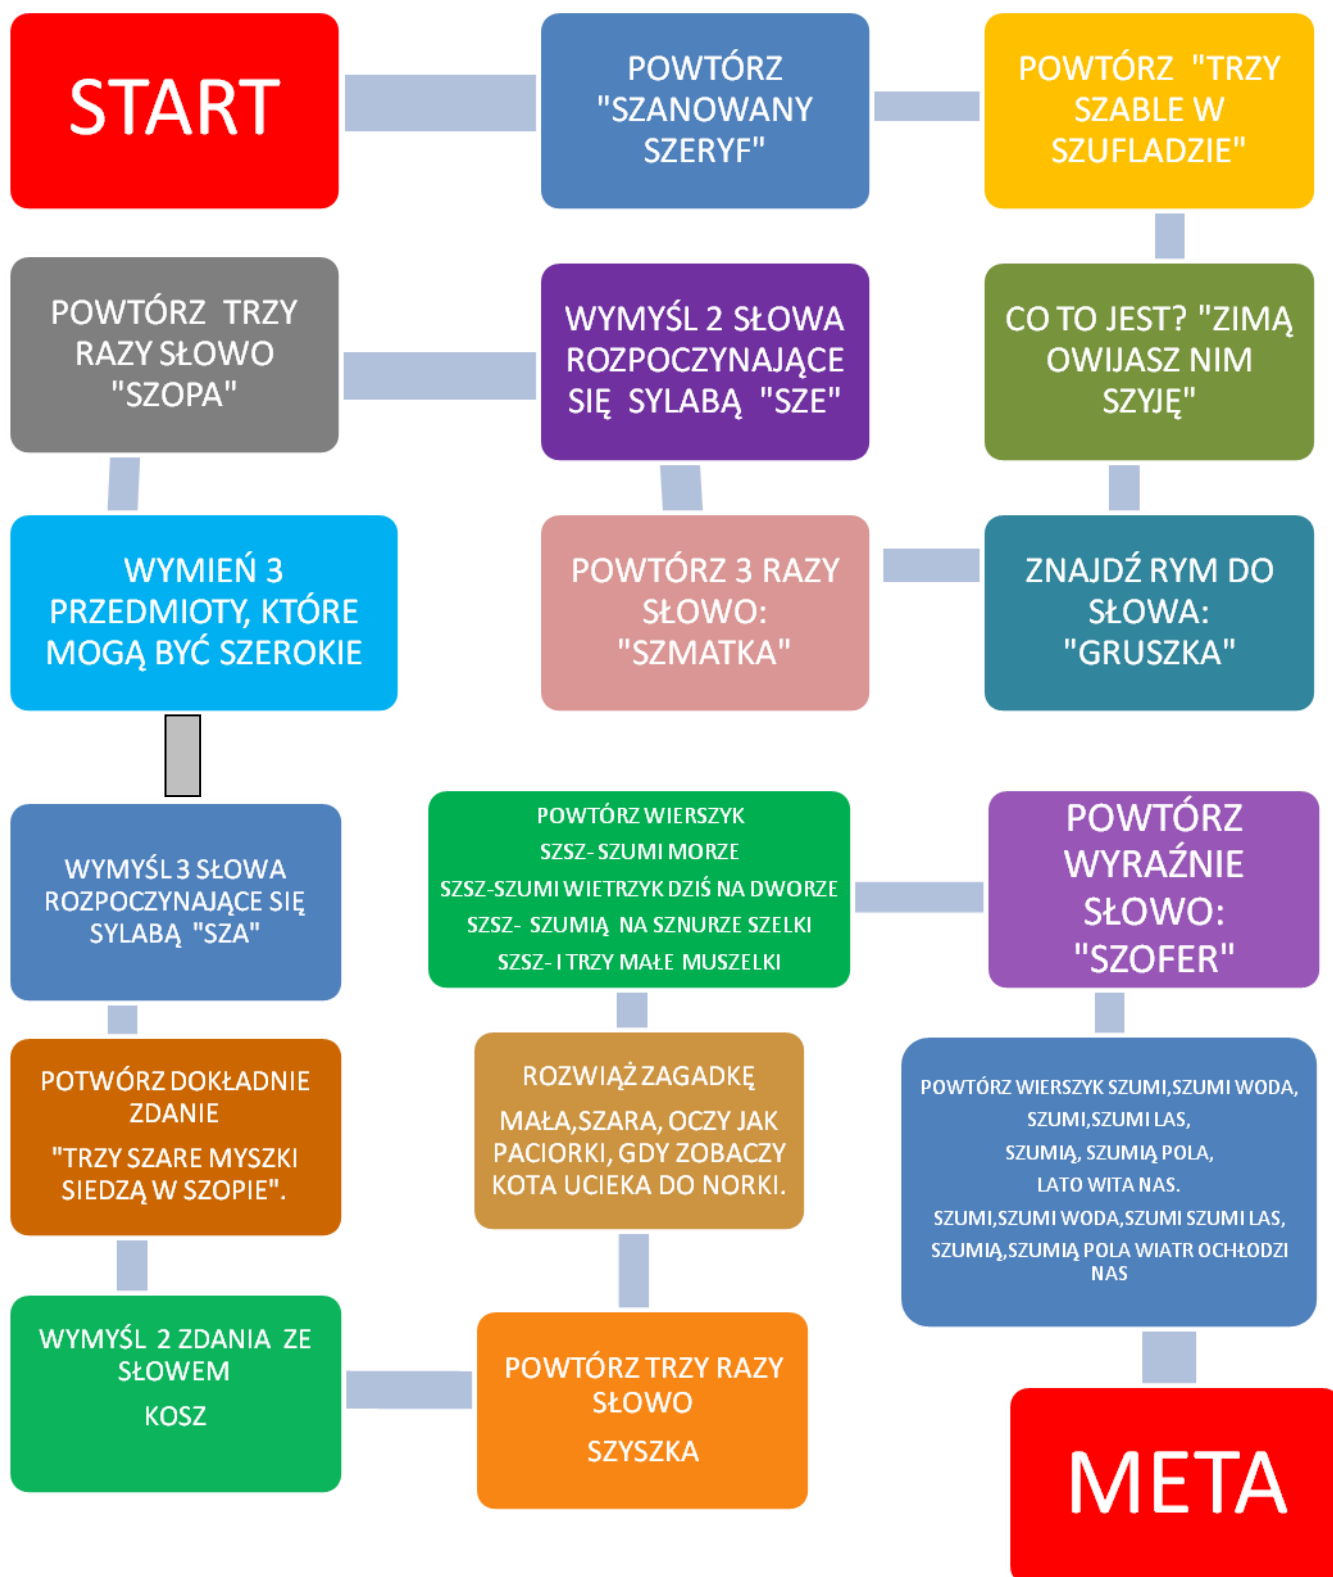 START
POWTÓRZ
"SZANOWANY
SZERYF"
POWTÓRZ "TRZY
SZABLE W
SZUFLADZIE"
CO TO JEST? "ZIMĄ
OWIJASZ NIM
SZYJĘ"
ZNAJDŹ RYM DO
SŁOWA:
"GRUSZKA"
POWTÓRZ 3 RAZY
SŁOWO:
"SZMATKA"
WYMYŚL 2 SŁOWA
ROZPOCZYNAJĄCE
SIĘ SYLABĄ "SZE"
POWTÓRZ TRZY
RAZY SŁOWO
"SZOPA"
WYMIEŃ 3
PRZEDMIOTY, KTÓRE
MOGĄ BYĆ SZEROKIE
WYMYŚL 3 SŁOWA
ROZPOCZYNAJĄCE SIĘ
SYLABĄ "SZA"
POTWÓRZ DOKŁADNIE
ZDANIE
"TRZY SZARE MYSZKI
SIEDZĄ W SZOPIE".
WYMYŚL 2 ZDANIA ZE
SŁOWEM
KOSZ
POWTÓRZ TRZY RAZY
SŁOWO
SZYSZKA
ROZWIĄŻ ZAGADKĘ
MAŁA,SZARA, OCZY JAK
PACIORKI, GDY ZOBACZY
KOTA UCIEKA DO NORKI.
POWTÓRZ WIERSZYK
SZSZ- SZUMI MORZE
SZSZ-SZUMI WIETRZYK DZIŚ NA DWORZE
SZSZ- SZUMIĄ NA SZNURZE SZELKI
SZSZ- I TRZY MAŁE MUSZELKI
POWTÓRZ
WYRAŹNIE
SŁOWO:
"SZOFER"
POWTÓRZ WIERSZYK SZUMI,SZUMI WODA,
SZUMI,SZUMI LAS,
SZUMIĄ, SZUMIĄ POLA,
LATO WITA NAS.
SZUMI,SZUMI WODA,SZUMI SZUMI LAS,
SZUMIĄ,SZUMIĄ POLA WIATR OCHŁODZI
NAS
META